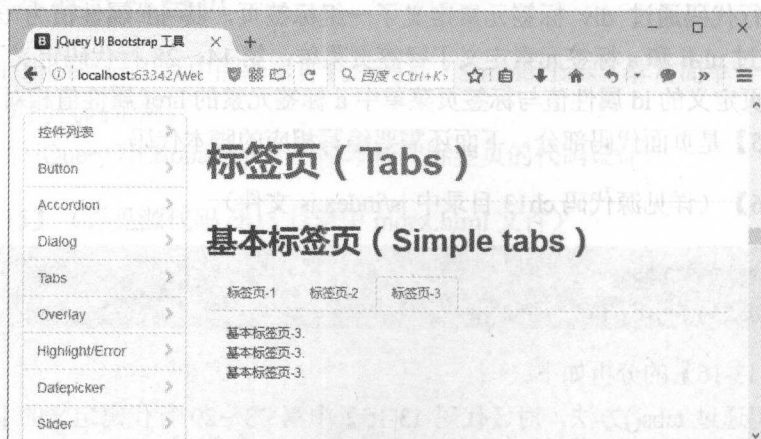 jQuery UI Bootstrap 工具
localhost:63342/Web
百度 <Ctrl+K>
控件列表
Button
Accordion
Dialog
Tabs
Overlay
Highlight/Error
Datepicker
Slider
标签页（Tabs）
基本标签页（Simple tabs）
标签页-1 标签页-2 标签页-3
基本标签页-3.
基本标签页-3.
基本标签页-3.